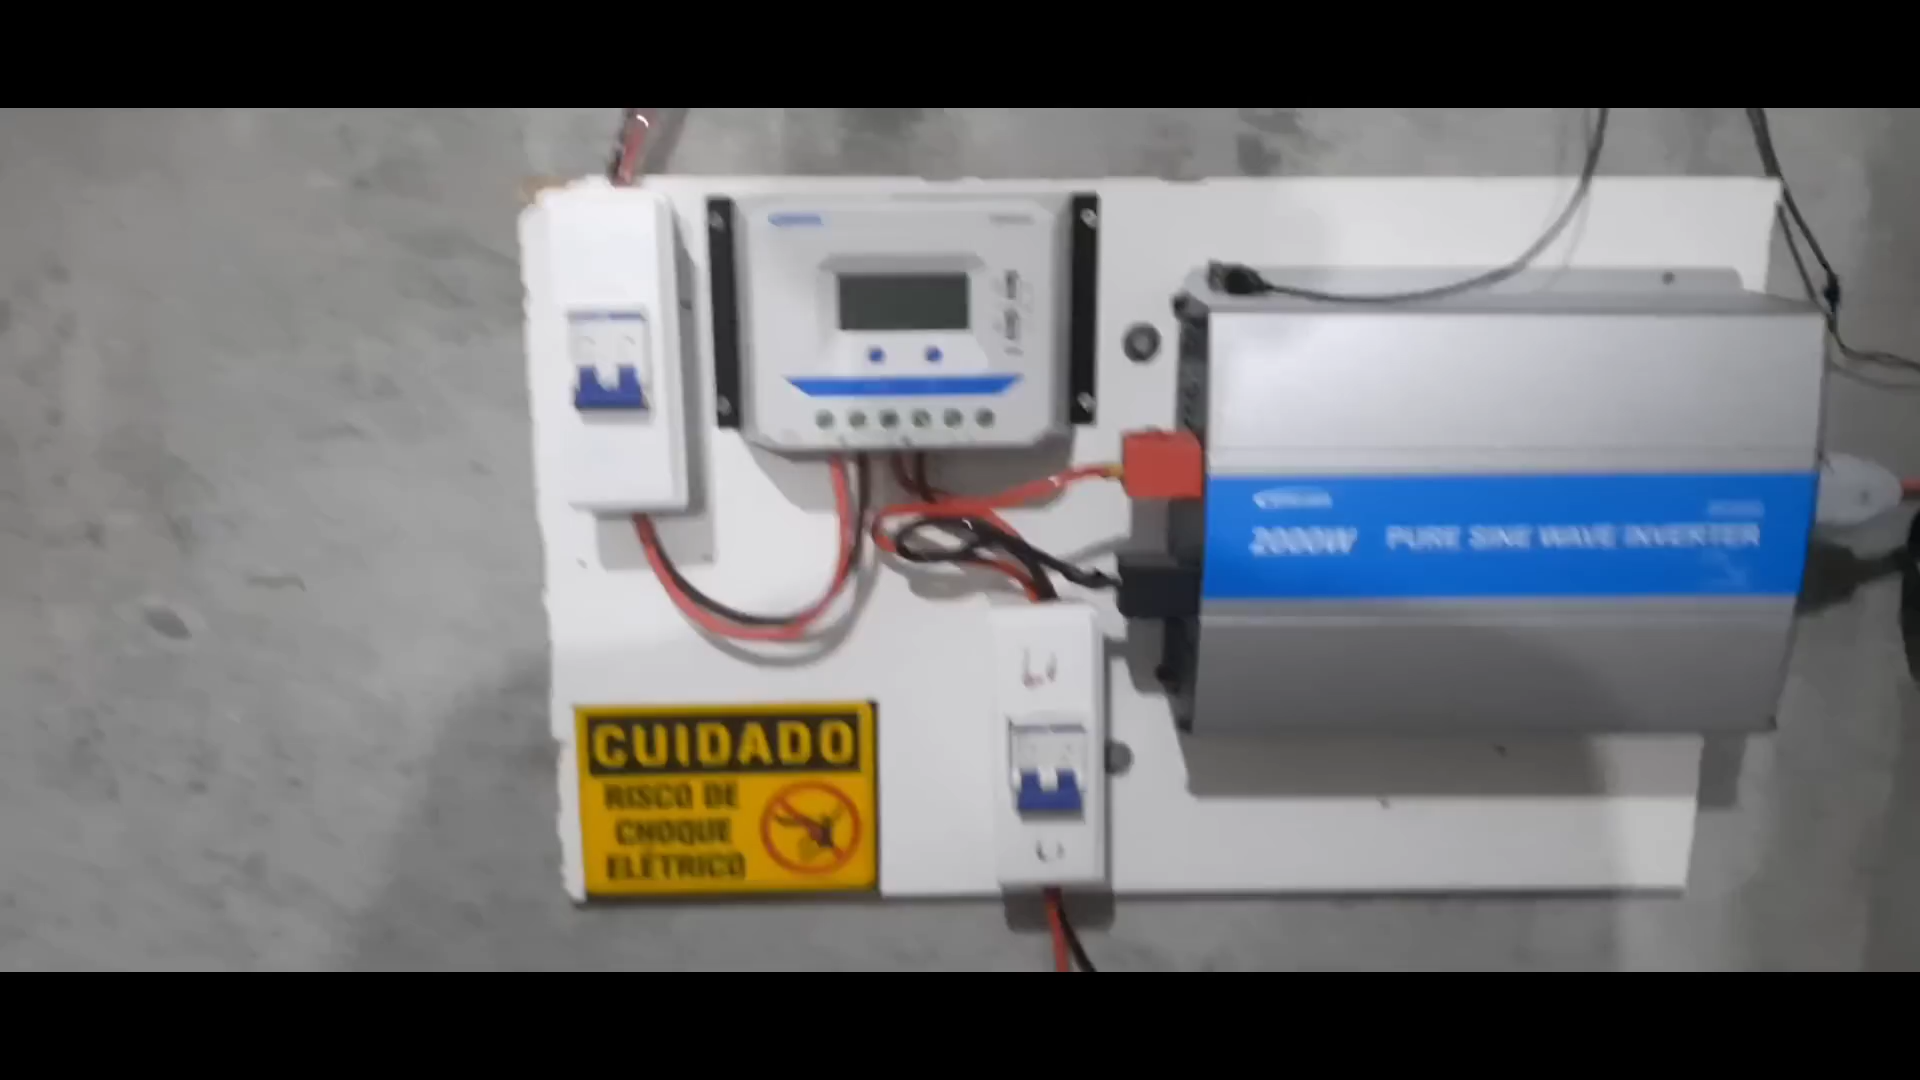 2000W PURE SINE WAVE INVERTER
CUIDADO
RISCO DE
CHOQUE
ELÉTRICO